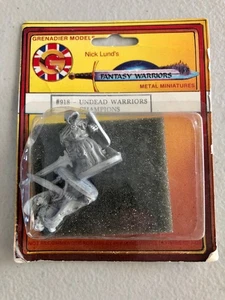 GRENADIER MODELS
Nick Lund's
FANTASY WARRIORS
METAL MINIATURES
#918 - UNDEAD WARRIORS
CHAMPIONS